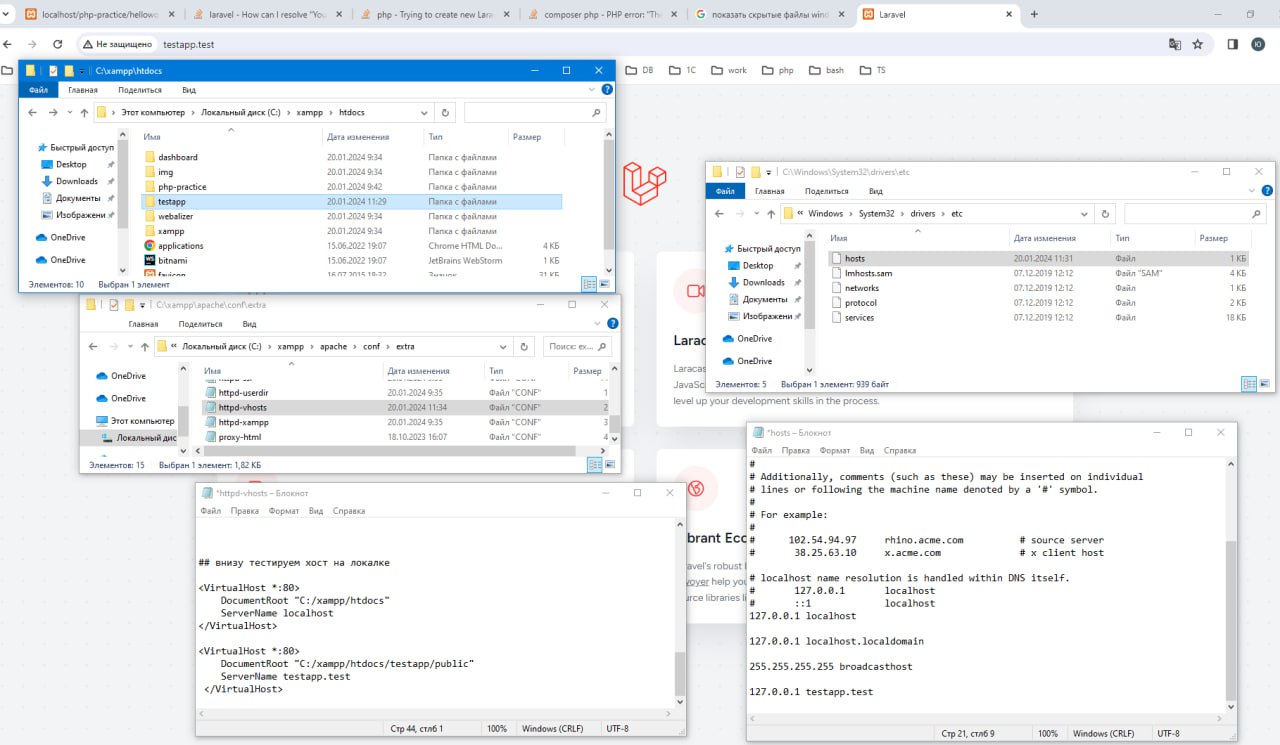 localhost/php-practice/hellowo
laravel - How can I resolve "You
php - Trying to create new Lara
composer php - PHP error: "The
показать скрытые файлы wind
Laravel
Не защищено
testapp.test
DB
1C
work
php
bash
TS
C:\xampp\htdocs
Файл
Главная
Поделиться
Вид
Этот компьютер > Локальный диск (C:) > xampp > htdocs
Имя
Дата изменения
Тип
Размер
Быстрый доступ
Desktop
Downloads
Документы
Изображени
OneDrive
OneDrive
dashboard 20.01.2024 9:34 Папка с файлами
img 20.01.2024 9:34 Папка с файлами
php-practice 20.01.2024 9:42 Папка с файлами
testapp 20.01.2024 11:29 Папка с файлами
webalizer 20.01.2024 9:34 Папка с файлами
xampp 20.01.2024 9:34 Папка с файлами
applications 15.06.2022 19:07 Chrome HTML Do... 4 КБ
bitnami 15.06.2022 19:07 JetBrains WebStorm 1 КБ
favicon 16.07.2015 18:32 Значок 31 КБ
Элементов: 10 Выбран 1 элемент
C:\xampp\apache\conf\extra
Файл
Главная
Поделиться
Вид
« Локальный диск (C:) > xampp > apache > conf > extra
Поиск: ex...
Имя
Дата изменения
Тип
Размер
OneDrive
OneDrive
Этот компьютер
Локальный дис
httpd-userdir 20.01.2024 9:35 Файл "CONF" 1
httpd-vhosts 20.01.2024 11:34 Файл "CONF" 2
httpd-xampp 20.01.2024 9:35 Файл "CONF" 3
proxy-html 18.10.2023 16:07 Файл "CONF" 4
Элементов: 15 Выбран 1 элемент: 1,82 КБ
C:\Windows\System32\drivers\etc
Файл
Главная
Поделиться
Вид
« Windows > System32 > drivers > etc
Имя
Дата изменения
Тип
Размер
Быстрый доступ
Desktop
Downloads
Документы
Изображени
OneDrive
OneDrive
hosts 20.01.2024 11:31 Файл 1 КБ
lmhosts.sam 07.12.2019 12:12 Файл "SAM" 4 КБ
networks 07.12.2019 12:12 Файл 1 КБ
protocol 07.12.2019 12:12 Файл 2 КБ
services 07.12.2019 12:12 Файл 18 КБ
Элементов: 5 Выбран 1 элемент: 939 байт
Larac
Laracas
JavaSc
level up your development skills in the process.
brant Ec
avel's robust l
voyer help you
urce libraries li
*httpd-vhosts – Блокнот
Файл Правка Формат Вид Справка
## внизу тестируем хост на локалке
<VirtualHost *:80>
DocumentRoot "C:/xampp/htdocs"
ServerName localhost
</VirtualHost>
<VirtualHost *:80>
DocumentRoot "C:/xampp/htdocs/testapp/public"
ServerName testapp.test
</VirtualHost>
Стр 44, стлб 1
100%
Windows (CRLF)
UTF-8
*hosts – Блокнот
Файл Правка Формат Вид Справка
#
# Additionally, comments (such as these) may be inserted on individual
# lines or following the machine name denoted by a '#' symbol.
#
# For example:
#
# 102.54.94.97 rhino.acme.com # source server
# 38.25.63.10 x.acme.com # x client host
# localhost name resolution is handled within DNS itself.
# 127.0.0.1 localhost
# ::1 localhost
127.0.0.1 localhost
127.0.0.1 localhost.localdomain
255.255.255.255 broadcasthost
127.0.0.1 testapp.test
Стр 21, стлб 9
100%
Windows (CRLF)
UTF-8